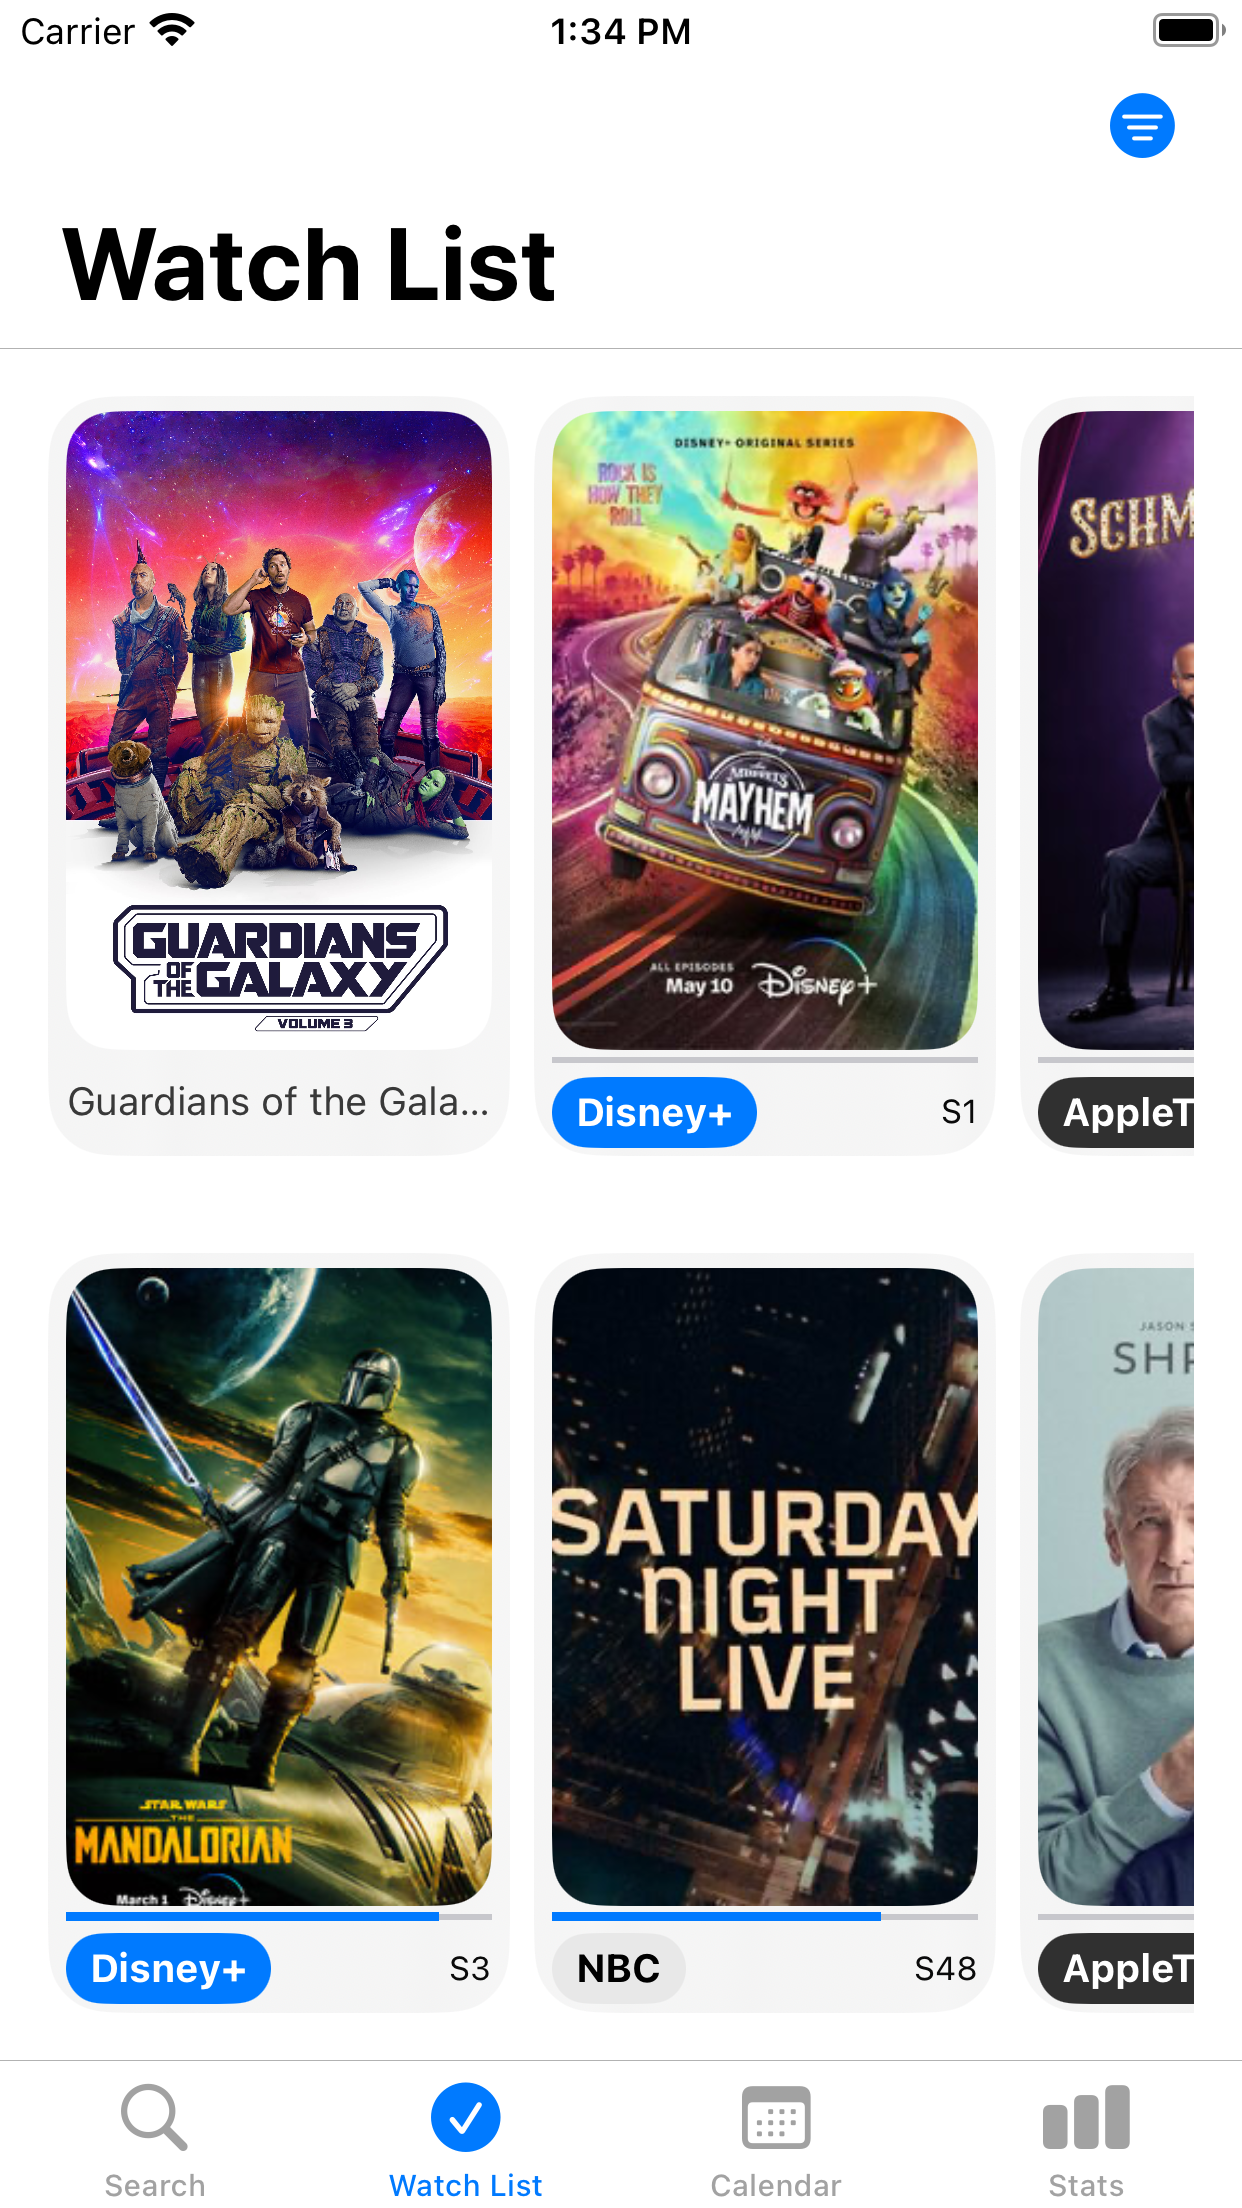 Carrier
1:34 PM
Watch List
GUARDIANS
OF THE GALAXY
VOLUME 3
Guardians of the Gala...
DISNEY+ ORIGINAL SERIES
ROCK IS
HOW THEY
ROLL
MAYHEM
ALL EPISODES
May 10
Disney+
Disney+
S1
SCHM
AppleT
STAR WARS
THE
MANDALORIAN
March 1 Disney+
Disney+
S3
SATURDAY
NIGHT
LIVE
NBC
S48
JASON S
SHR
AppleT
Search
Watch List
Calendar
Stats